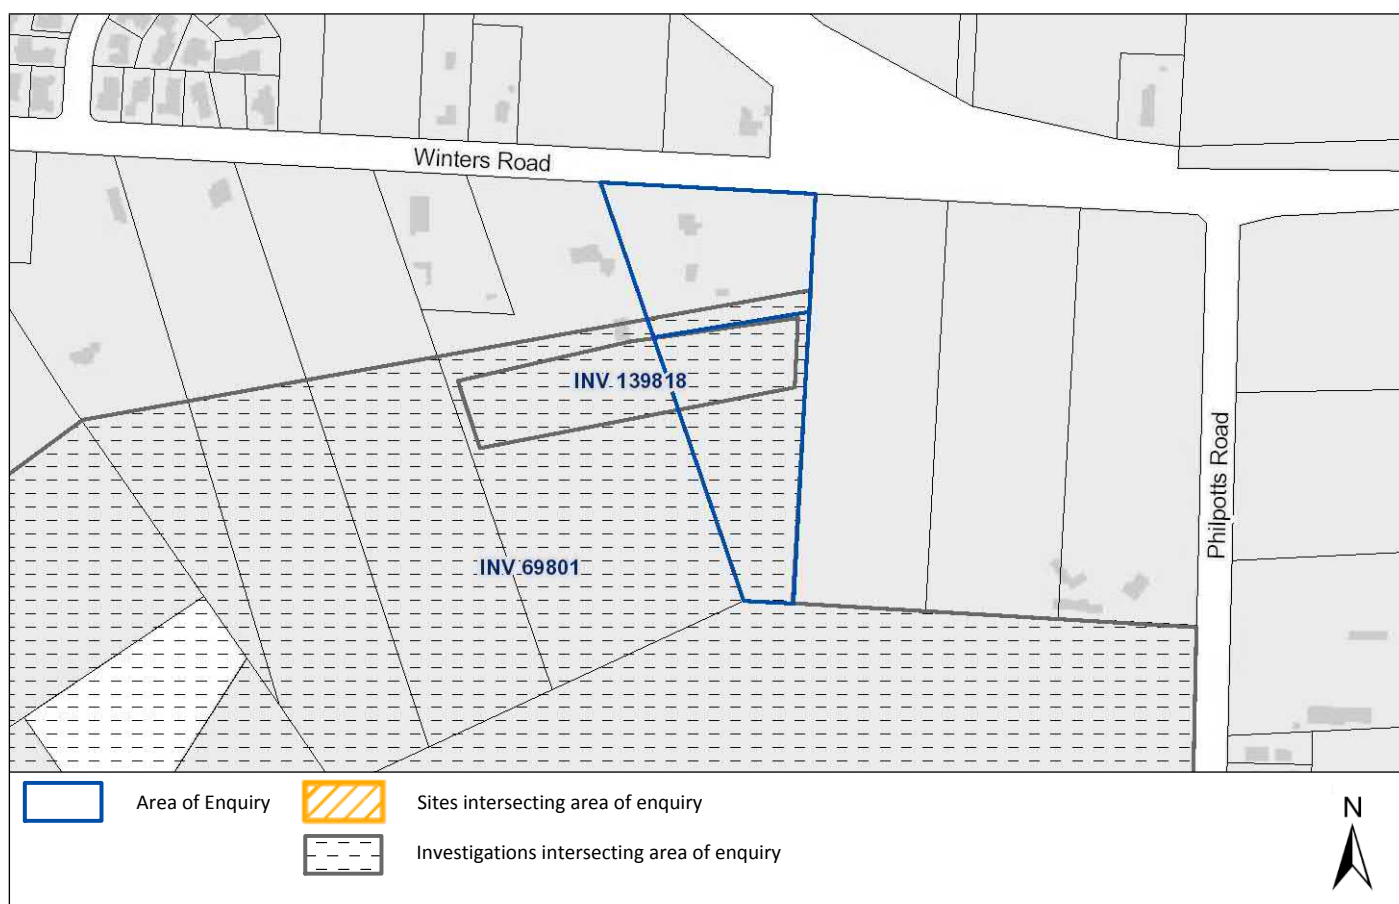 Winters Road
INV 139818
Philpotts Road
INV 69801
Area of Enquiry
Sites intersecting area of enquiry
N
Investigations intersecting area of enquiry